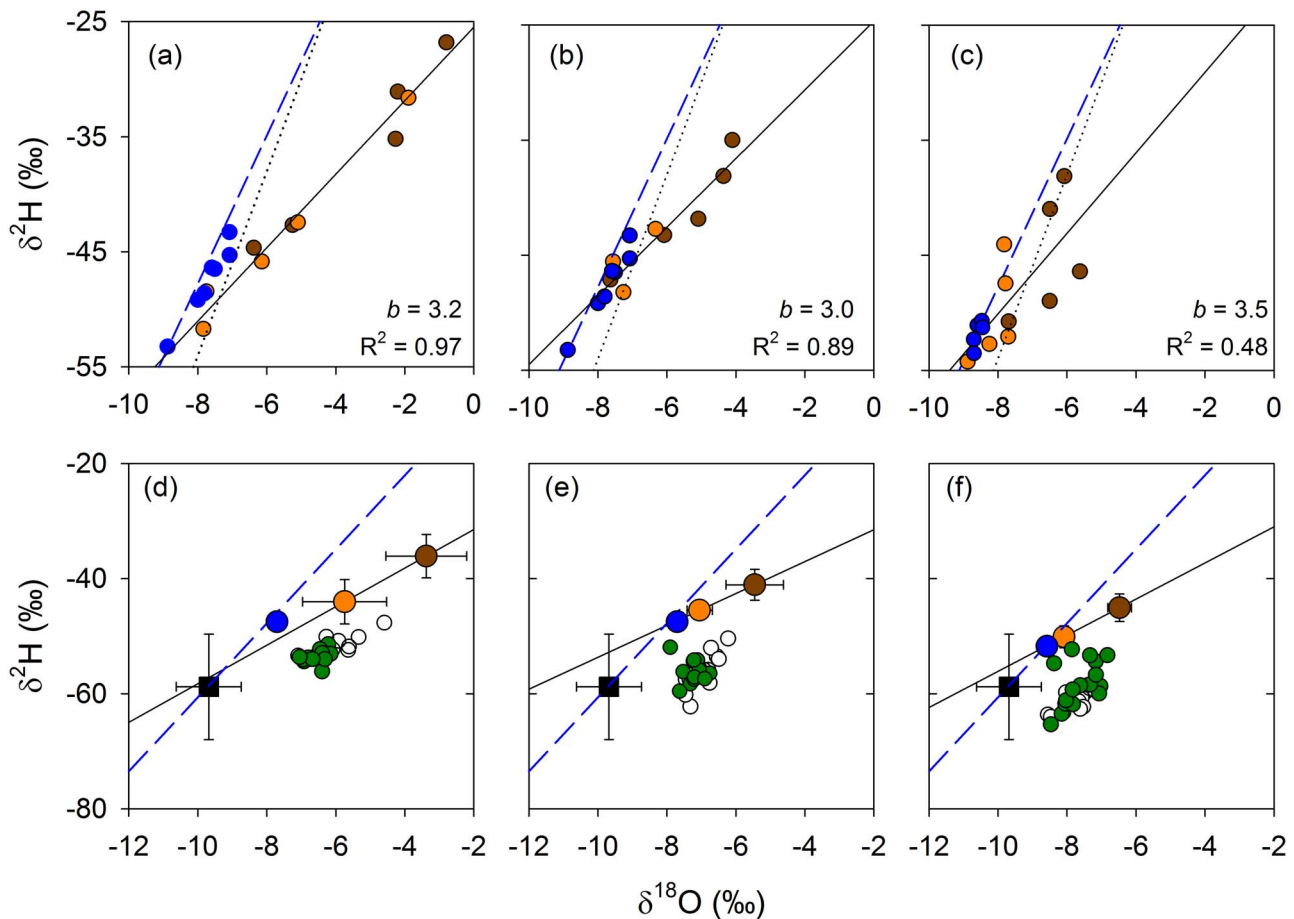 (a)
(b)
(c)
-25
-35
-45
-55
δ²H (‰)
b = 3.2
R² = 0.97
b = 3.0
R² = 0.89
b = 3.5
R² = 0.48
-10 -8 -6 -4 -2 0
-10 -8 -6 -4 -2 0
-10 -8 -6 -4 -2 0
(d)
(e)
(f)
-20
-40
-60
-80
δ²H (‰)
-12 -10 -8 -6 -4 -2
-12 -10 -8 -6 -4 -2
-12 -10 -8 -6 -4 -2
δ¹⁸O (‰)